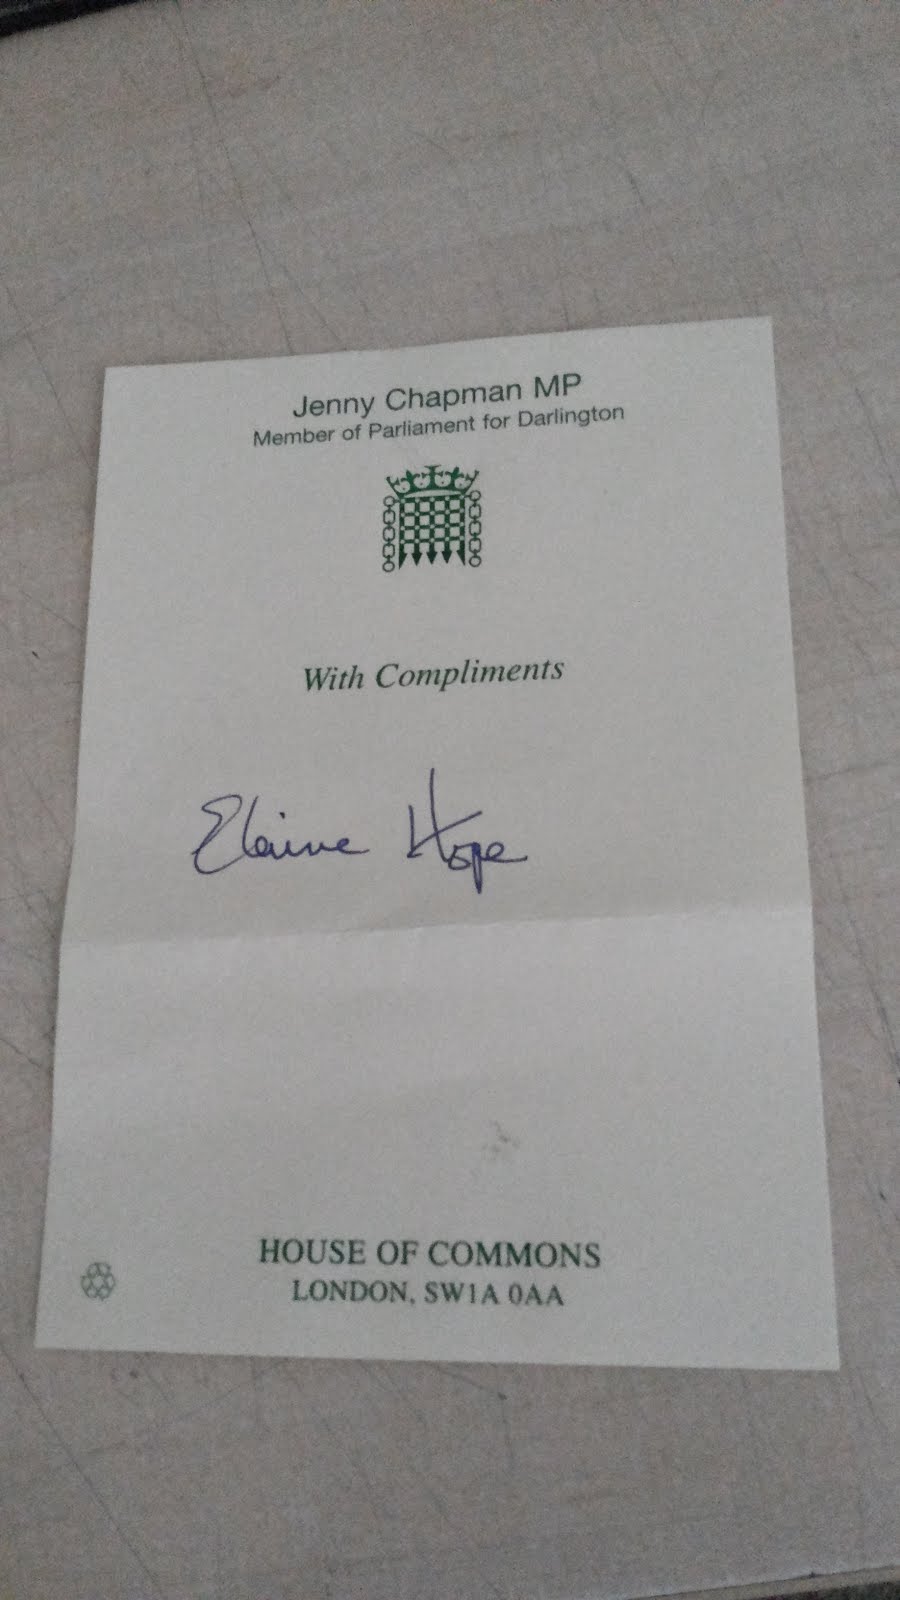 Jenny Chapman MP
Member of Parliament for Darlington
With Compliments
Elaine Hope
HOUSE OF COMMONS
LONDON, SW1A 0AA